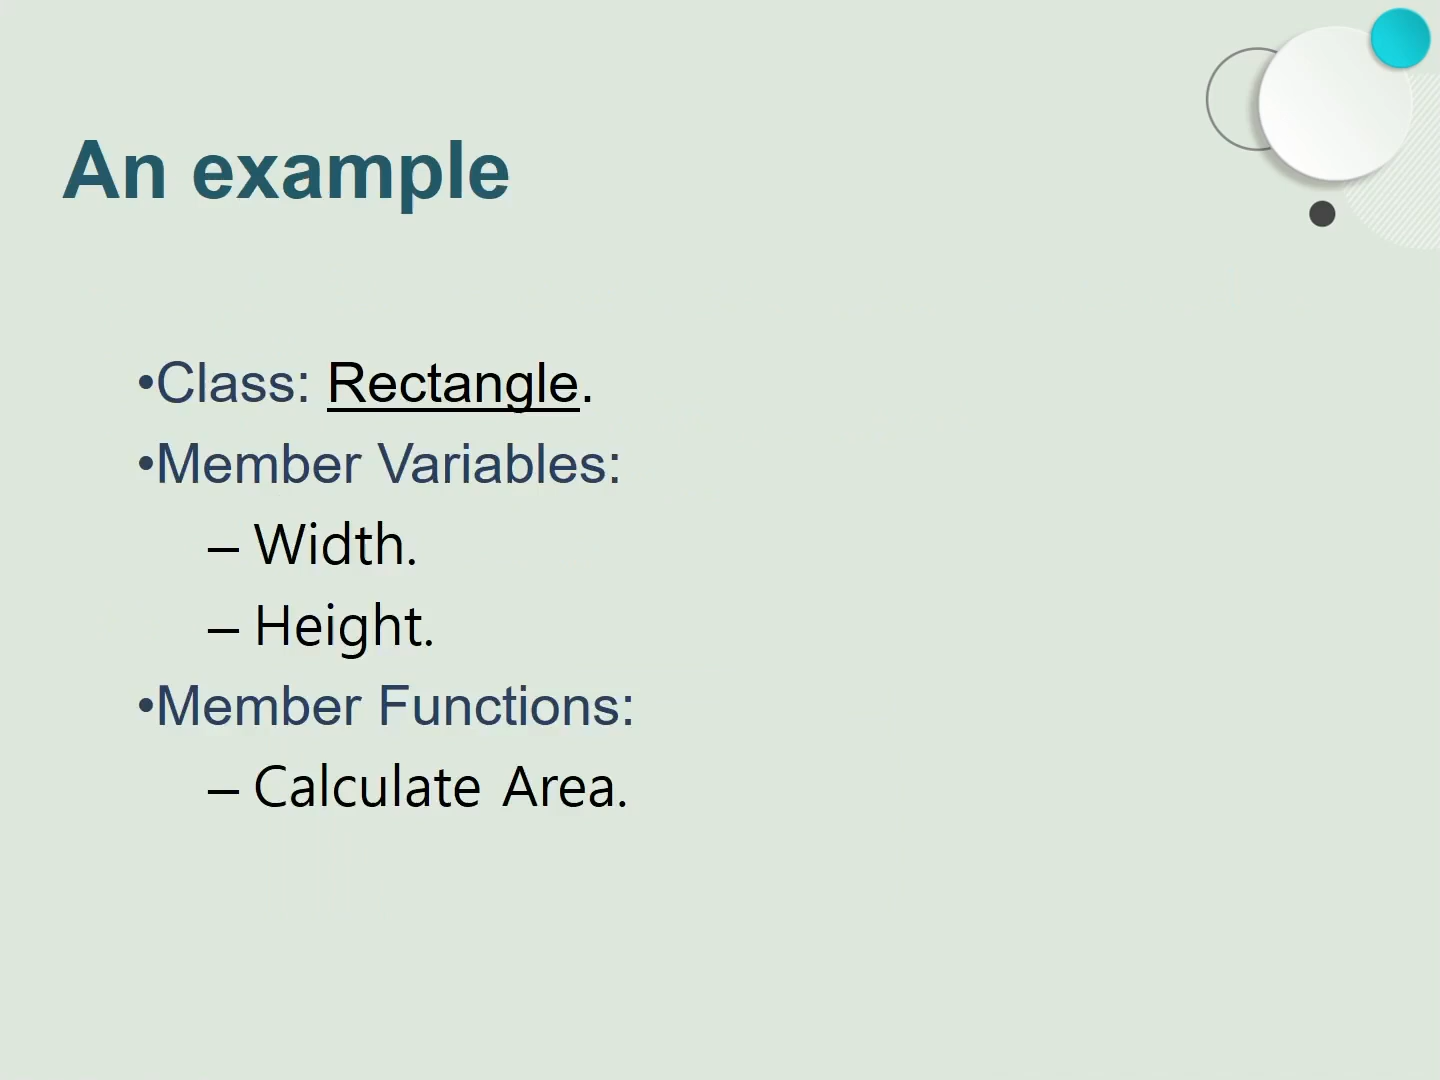 An example
•Class: Rectangle.
•Member Variables:
– Width.
– Height.
•Member Functions:
– Calculate Area.